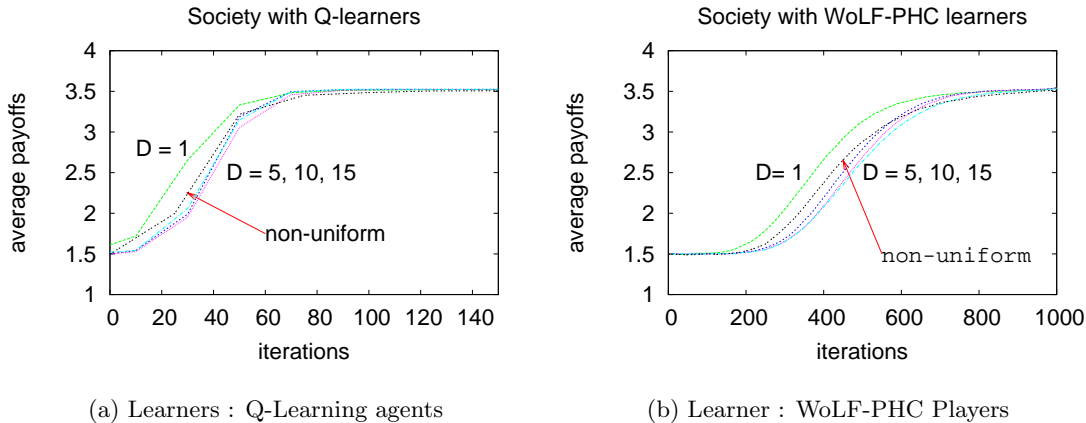 Society with Q-learners
4
3.5
3
2.5
2
1.5
1
average payoffs
D = 1
D = 5, 10, 15
non-uniform
0 20 40 60 80 100 120 140
iterations
(a) Learners : Q-Learning agents
Society with WoLF-PHC learners
4
3.5
3
2.5
2
1.5
1
average payoffs
D= 1
D = 5, 10, 15
non-uniform
0 200 400 600 800 1000
iterations
(b) Learner : WoLF-PHC Players